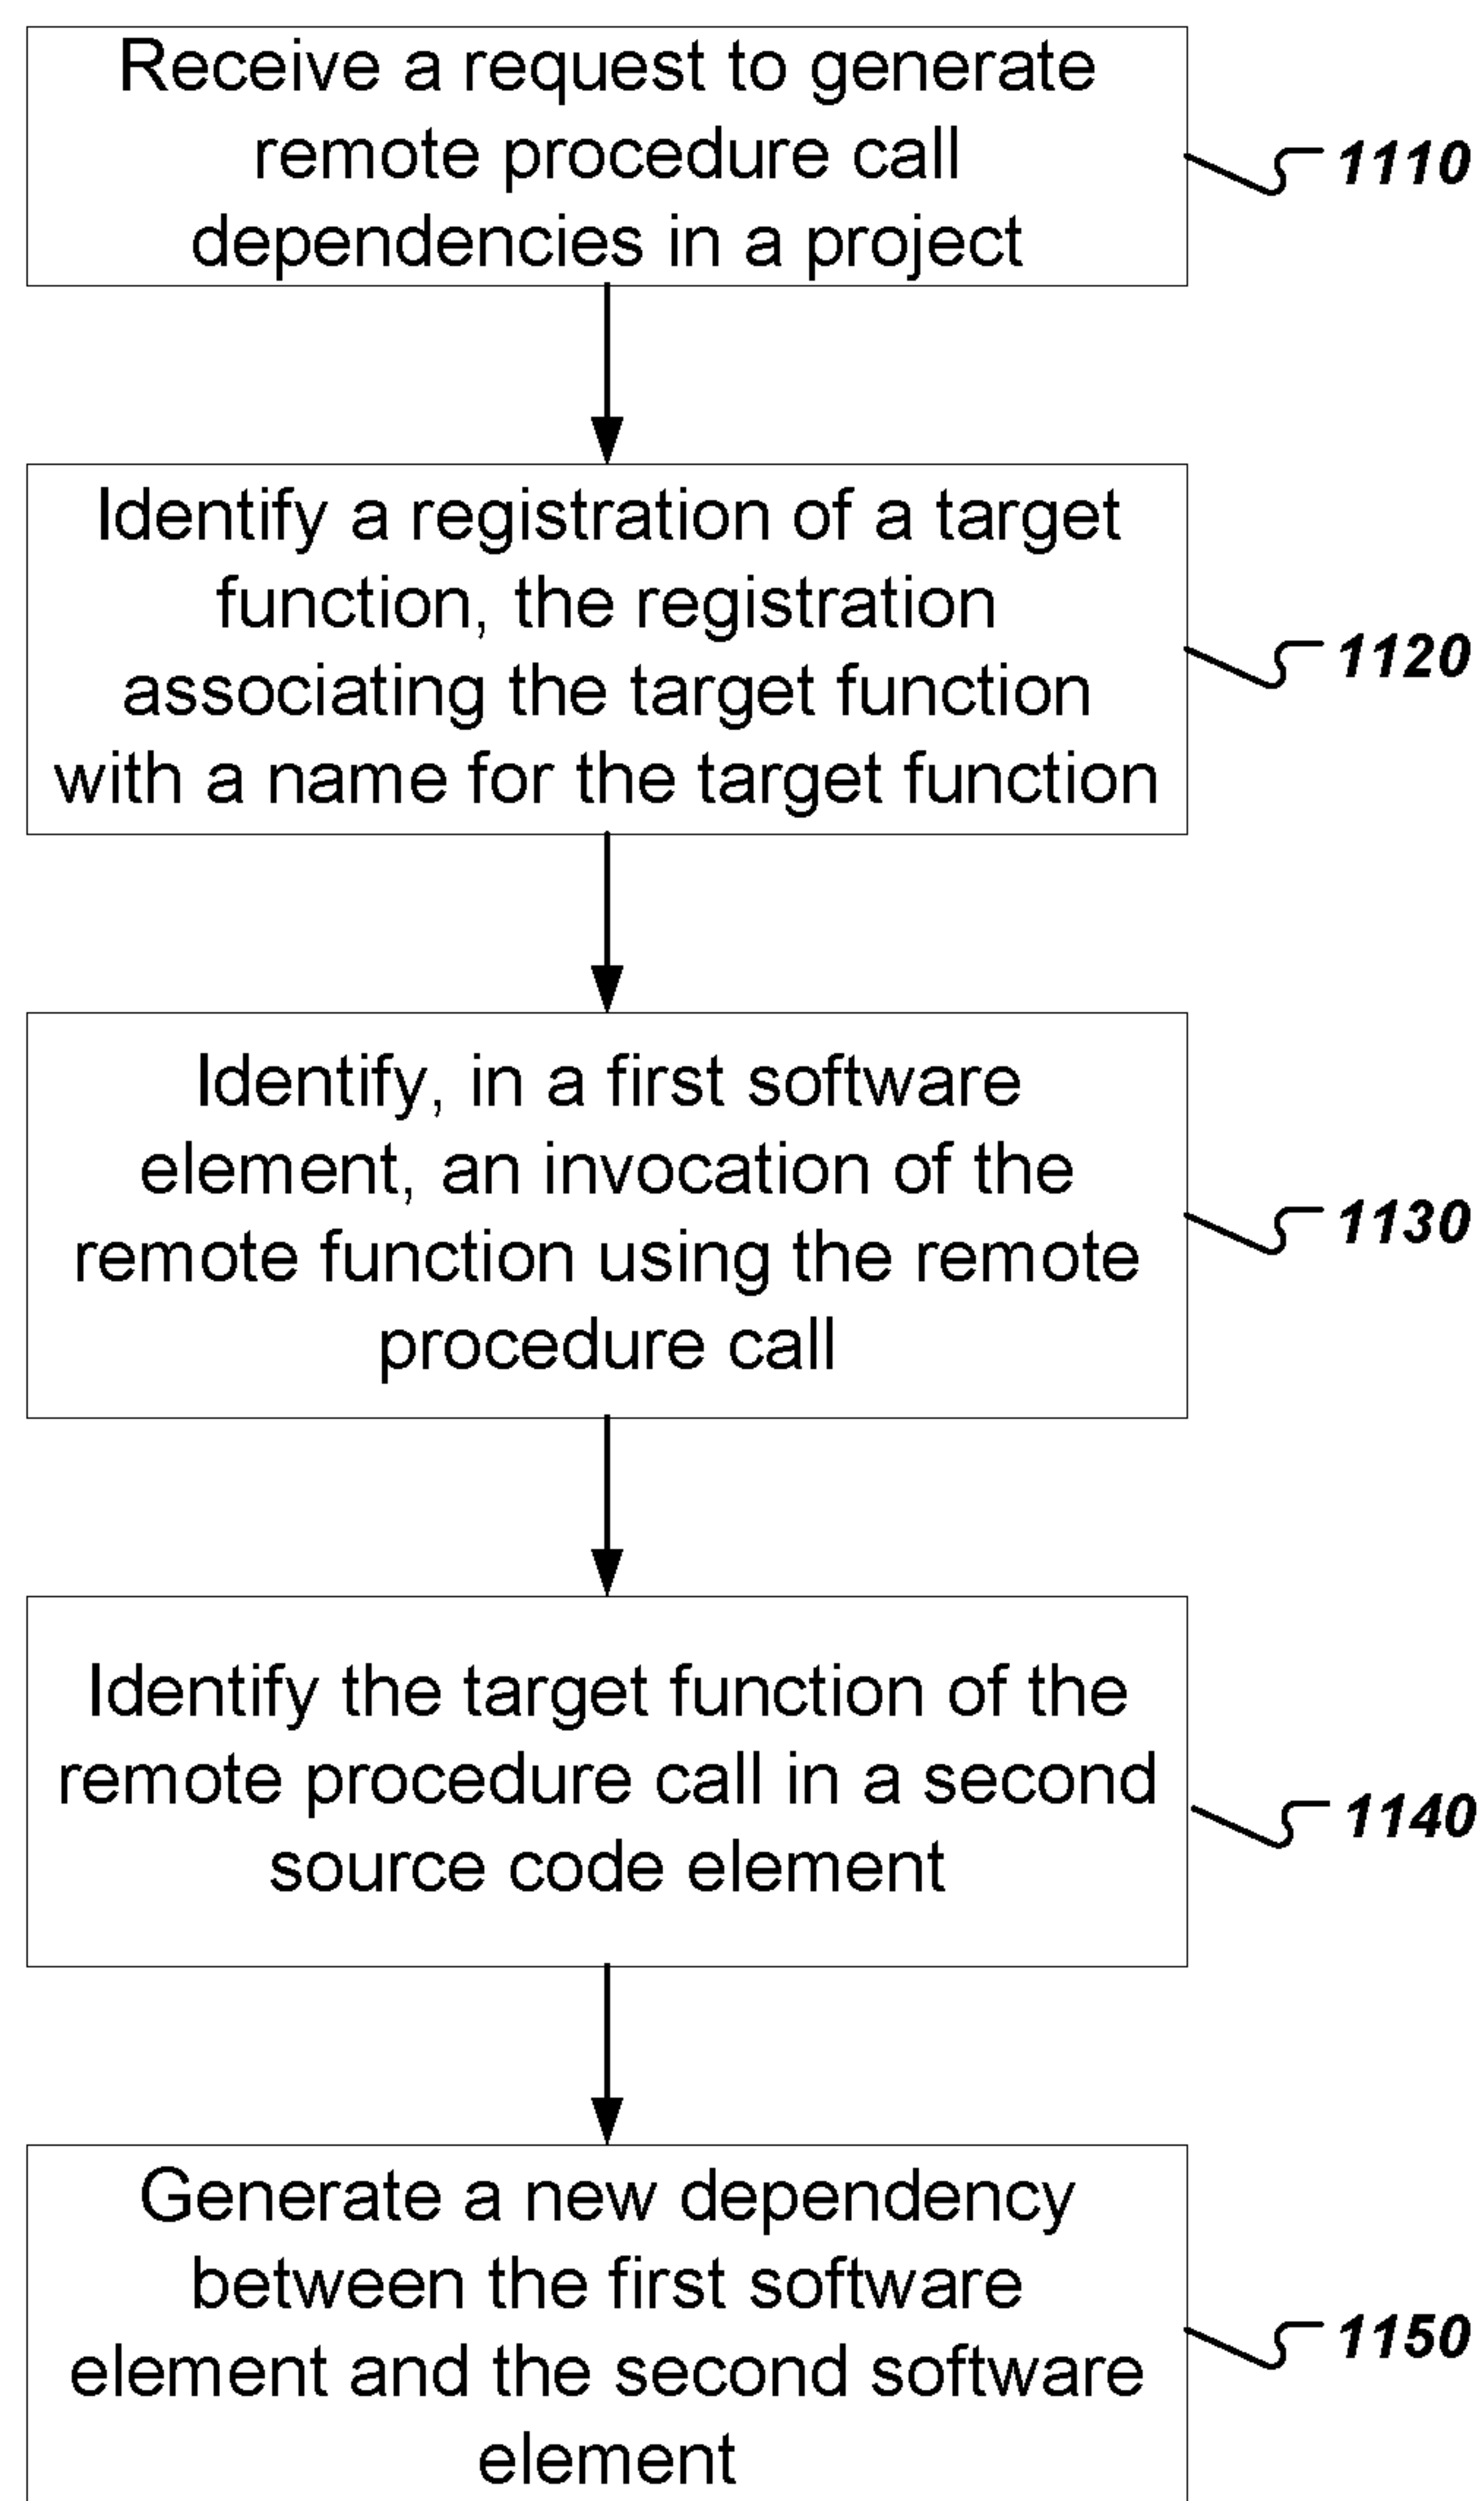 Receive a request to generate
remote procedure call
dependencies in a project
1110
Identify a registration of a target
function, the registration
associating the target function
with a name for the target function
1120
Identify, in a first software
element, an invocation of the
remote function using the remote
procedure call
1130
Identify the target function of the
remote procedure call in a second
source code element
1140
Generate a new dependency
between the first software
element and the second software
element
1150